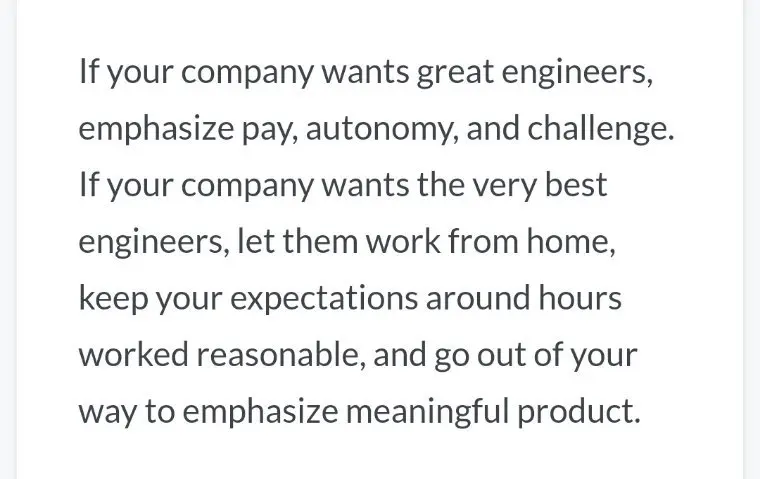 If your company wants great engineers,
emphasize pay, autonomy, and challenge.
If your company wants the very best
engineers, let them work from home,
keep your expectations around hours
worked reasonable, and go out of your
way to emphasize meaningful product.